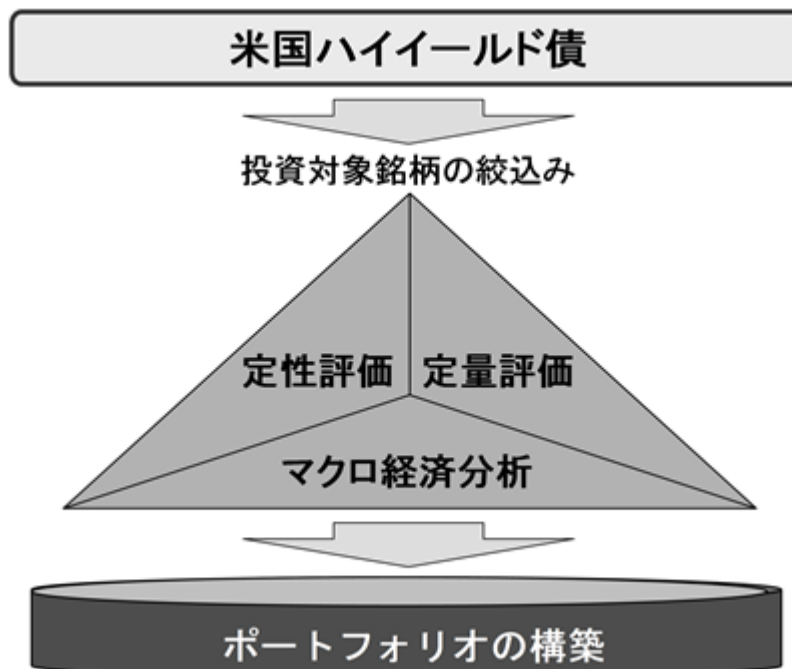 米国ハイイールド債
投資対象銘柄の絞込み
定性評価
定量評価
マクロ経済分析
ポートフォリオの構築